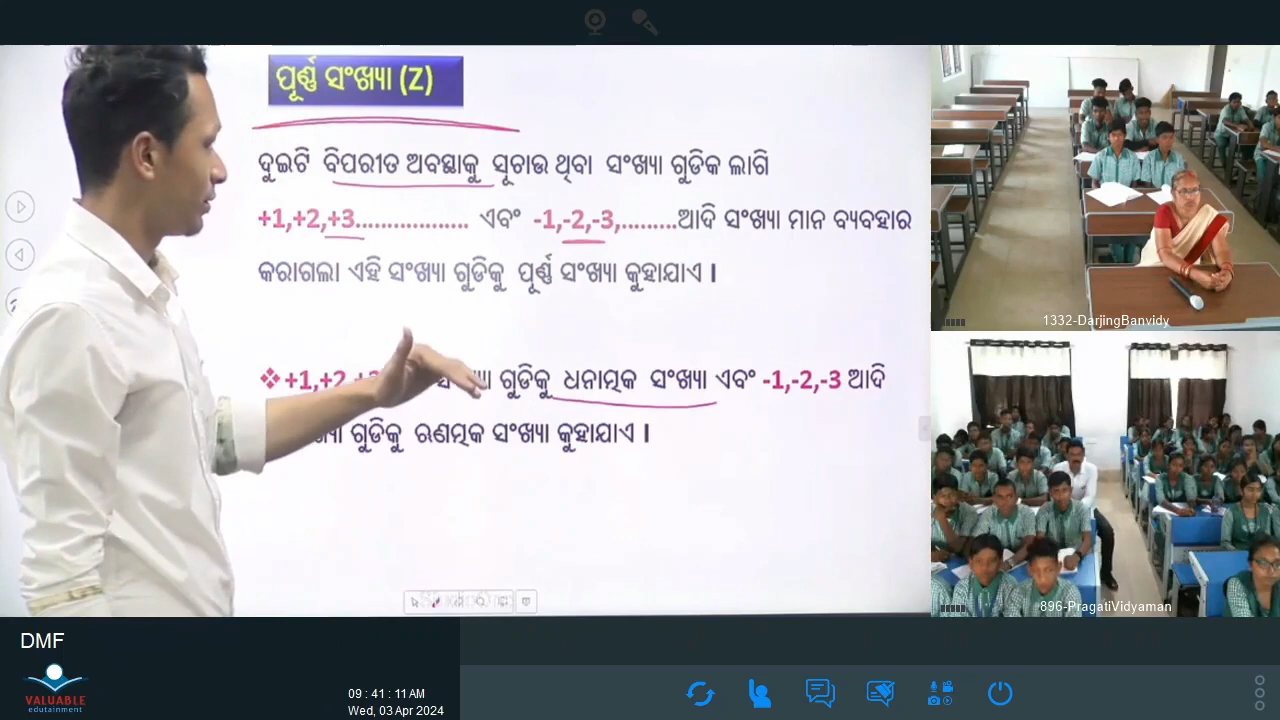 ପୂର୍ଣ୍ଣ ସଂଖ୍ୟା (Z)
ଦୁଇଟି ବିପରୀତ ଅବସ୍ଥାକୁ ସୂଚାଉ ଥିବା ସଂଖ୍ୟା ଗୁଡିକ ଲାଗି
+1,+2,+3.................. ଏବଂ -1,-2,-3,.........ଆଦି ସଂଖ୍ୟା ମାନ ବ୍ୟବହାର
କରାଗଲା ଏହି ସଂଖ୍ୟା ଗୁଡିକୁ ପୂର୍ଣ୍ଣ ସଂଖ୍ୟା କୁହାଯାଏ ।
❖+1,+2,+3 ଗୁଡିକୁ ଧନାତ୍ମକ ସଂଖ୍ୟା ଏବଂ -1,-2,-3 ଆଦି
ଗୁଡିକୁ ଋଣତ୍ମକ ସଂଖ୍ୟା କୁହାଯାଏ ।
1332-DarjingBanvidy
896-PragatiVidyaman
DMF
VALUABLE
edutainment
09 : 41 : 11 AM
Wed, 03 Apr 2024